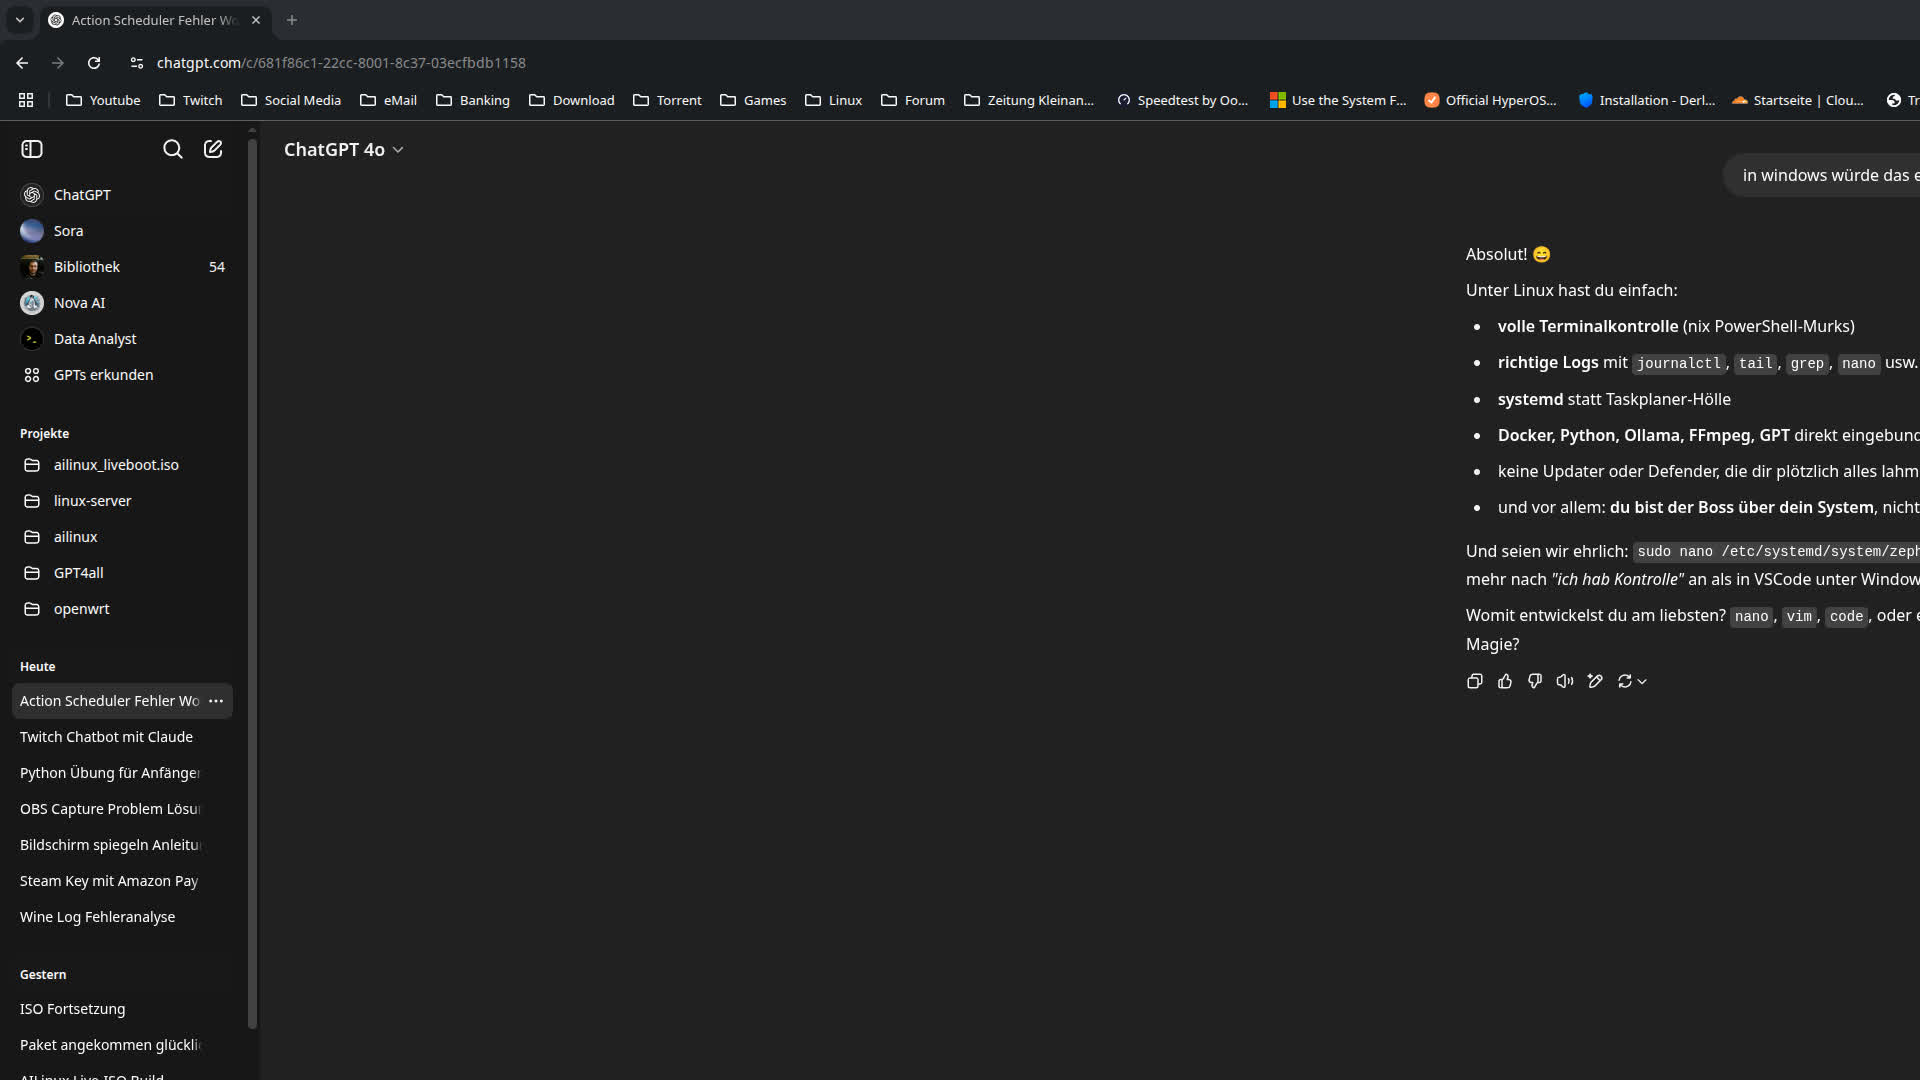 Action Scheduler Fehler Wo
chatgpt.com/c/681f86c1-22cc-8001-8c37-03ecfbdb1158
Youtube
Twitch
Social Media
eMail
Banking
Download
Torrent
Games
Linux
Forum
Zeitung Kleinan...
Speedtest by Oo...
Use the System F...
Official HyperOS...
Installation - Derl...
Startseite | Clou...
Tr
ChatGPT 4o
in windows würde das e
ChatGPT
Sora
Bibliothek 54
Nova AI
Data Analyst
GPTs erkunden
Projekte
ailinux_liveboot.iso
linux-server
ailinux
GPT4all
openwrt
Heute
Action Scheduler Fehler Wo
Twitch Chatbot mit Claude
Python Übung für Anfänger
OBS Capture Problem Lösu
Bildschirm spiegeln Anleitu
Steam Key mit Amazon Pay
Wine Log Fehleranalyse
Gestern
ISO Fortsetzung
Paket angekommen glückli
AILinux Live-ISO Build
Absolut! 😄
Unter Linux hast du einfach:
• volle Terminalkontrolle (nix PowerShell-Murks)
• richtige Logs mit journalctl, tail, grep, nano usw.
• systemd statt Taskplaner-Hölle
• Docker, Python, Ollama, FFmpeg, GPT direkt eingebund
• keine Updater oder Defender, die dir plötzlich alles lahm
• und vor allem: du bist der Boss über dein System, nicht
Und seien wir ehrlich: sudo nano /etc/systemd/system/zeph
mehr nach "ich hab Kontrolle" an als in VSCode unter Window
Womit entwickelst du am liebsten? nano, vim, code, oder e
Magie?